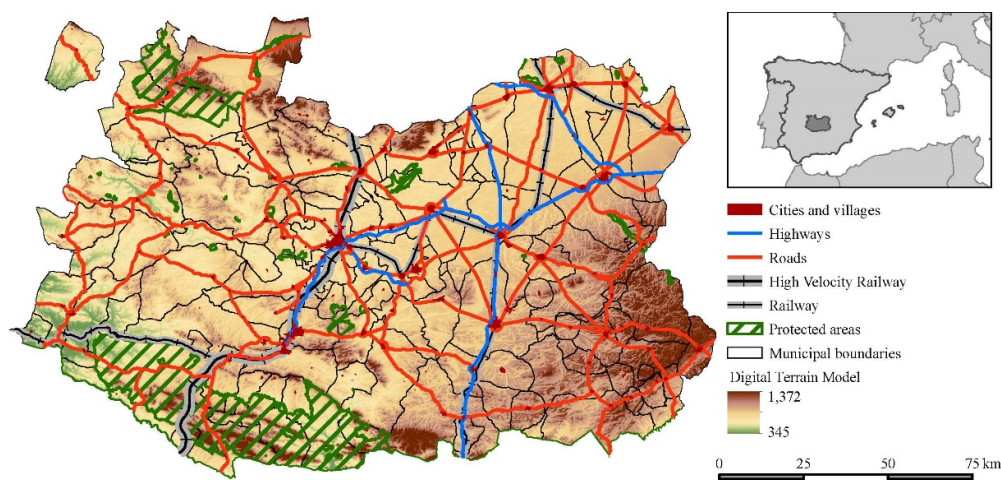 Cities and villages
Highways
Roads
High Velocity Railway
Railway
Protected areas
Municipal boundaries
Digital Terrain Model
1,372
345
0 25 50 75 km